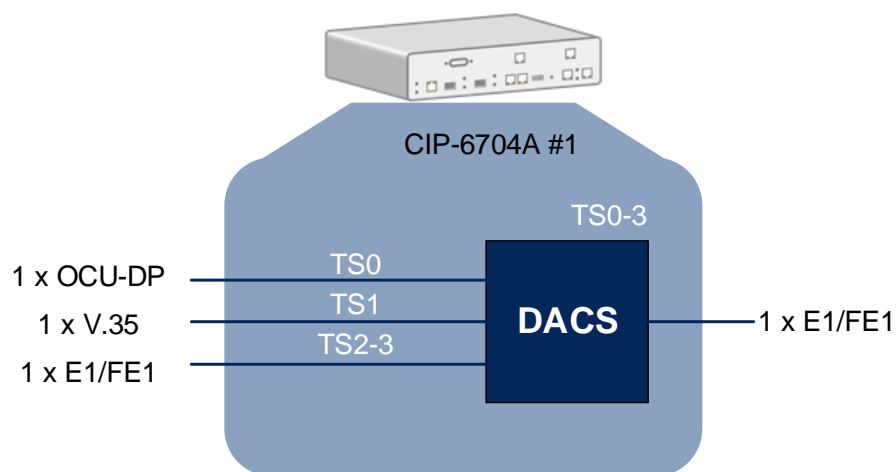 CIP-6704A #1
TS0-3
1 x OCU-DP
TS0
1 x V.35
TS1
DACS
1 x E1/FE1
TS2-3
1 x E1/FE1